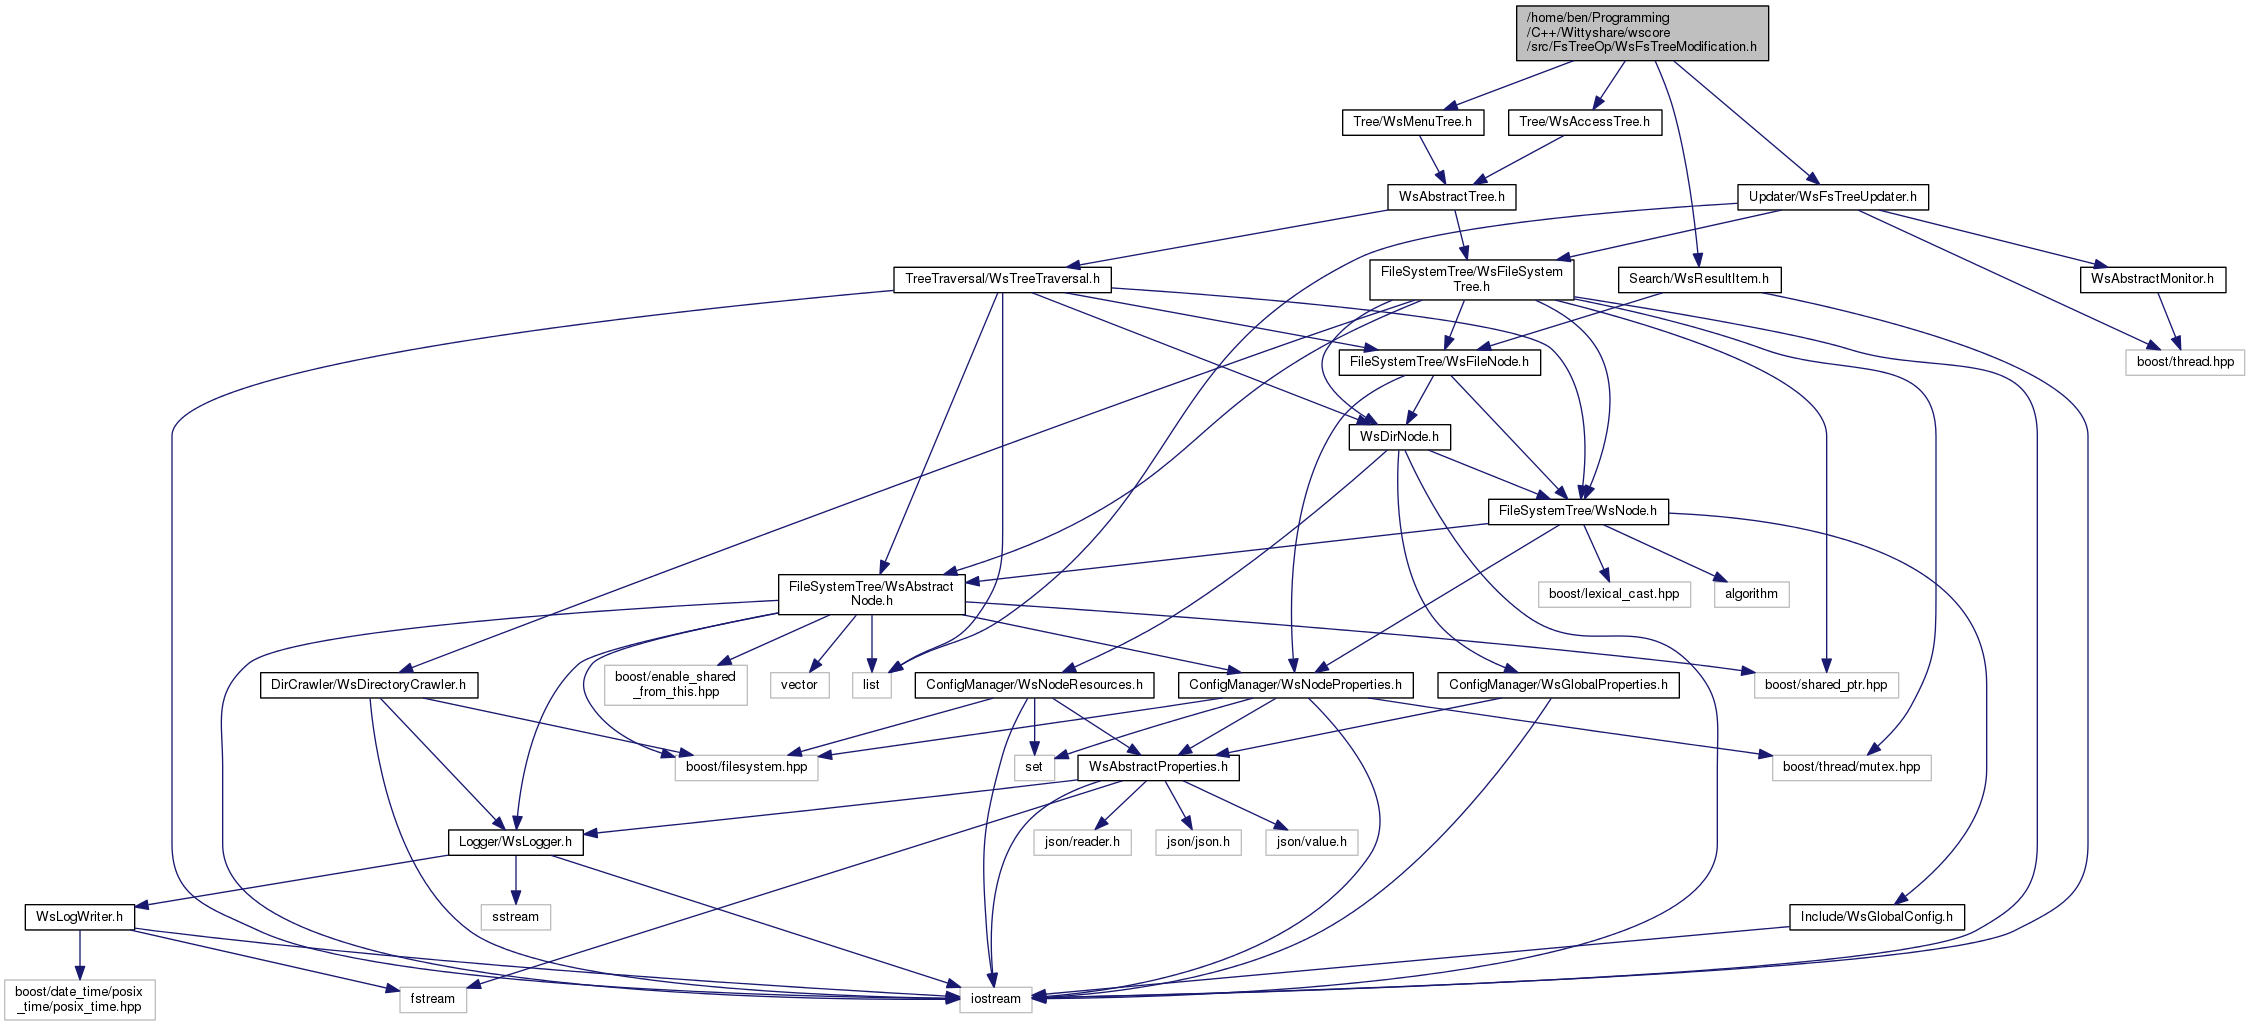 /home/ben/Programming
/C++/Wittyshare/wscore
/src/FsTreeOp/WsFsTreeModification.h
Tree/WsMenuTree.h
Tree/WsAccessTree.h
WsAbstractTree.h
Updater/WsFsTreeUpdater.h
TreeTraversal/WsTreeTraversal.h
FileSystemTree/WsFileSystem
Tree.h
Search/WsResultItem.h
WsAbstractMonitor.h
FileSystemTree/WsFileNode.h
boost/thread.hpp
WsDirNode.h
FileSystemTree/WsNode.h
FileSystemTree/WsAbstract
Node.h
boost/lexical_cast.hpp
algorithm
DirCrawler/WsDirectoryCrawler.h
boost/enable_shared
_from_this.hpp
vector
list
ConfigManager/WsNodeResources.h
ConfigManager/WsNodeProperties.h
ConfigManager/WsGlobalProperties.h
boost/shared_ptr.hpp
boost/filesystem.hpp
set
WsAbstractProperties.h
boost/thread/mutex.hpp
Logger/WsLogger.h
json/reader.h
json/json.h
json/value.h
WsLogWriter.h
sstream
Include/WsGlobalConfig.h
boost/date_time/posix
_time/posix_time.hpp
fstream
iostream